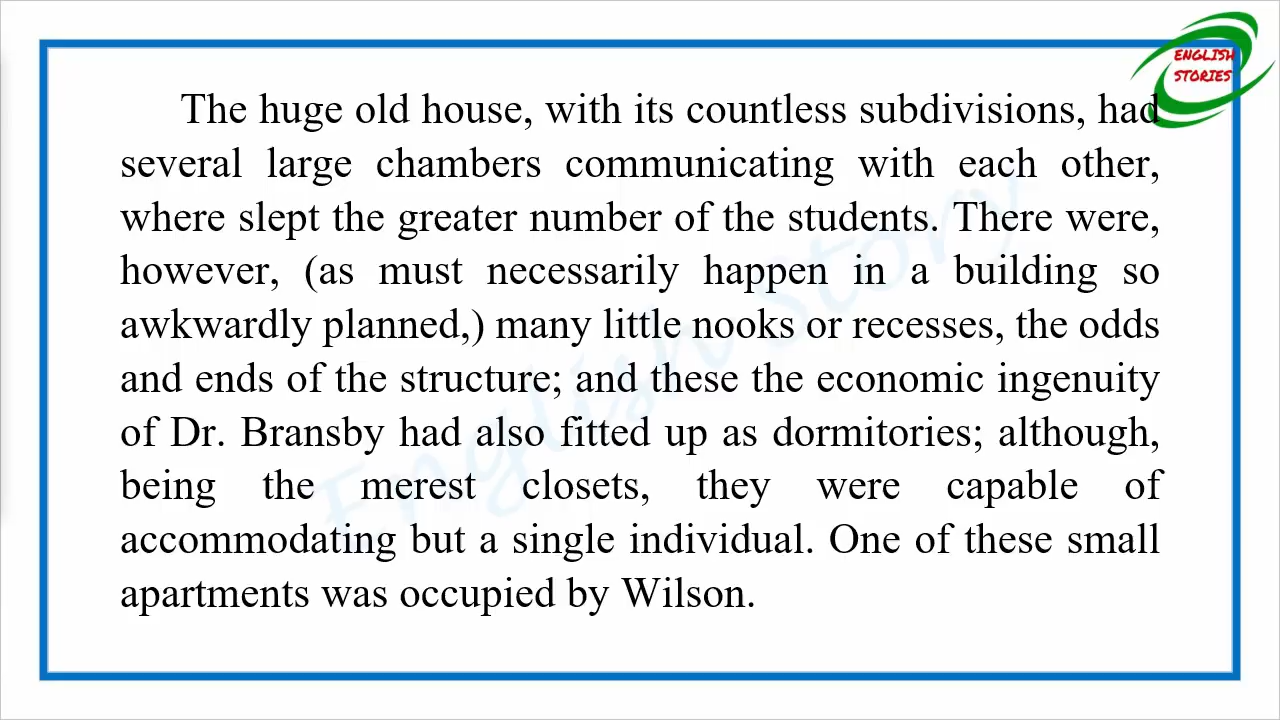 ENGLISH
STORIES
The huge old house, with its countless subdivisions, had
several large chambers communicating with each other,
where slept the greater number of the students. There were,
however, (as must necessarily happen in a building so
awkwardly planned,) many little nooks or recesses, the odds
and ends of the structure; and these the economic ingenuity
of Dr. Bransby had also fitted up as dormitories; although,
being the merest closets, they were capable of
accommodating but a single individual. One of these small
apartments was occupied by Wilson.
English Story